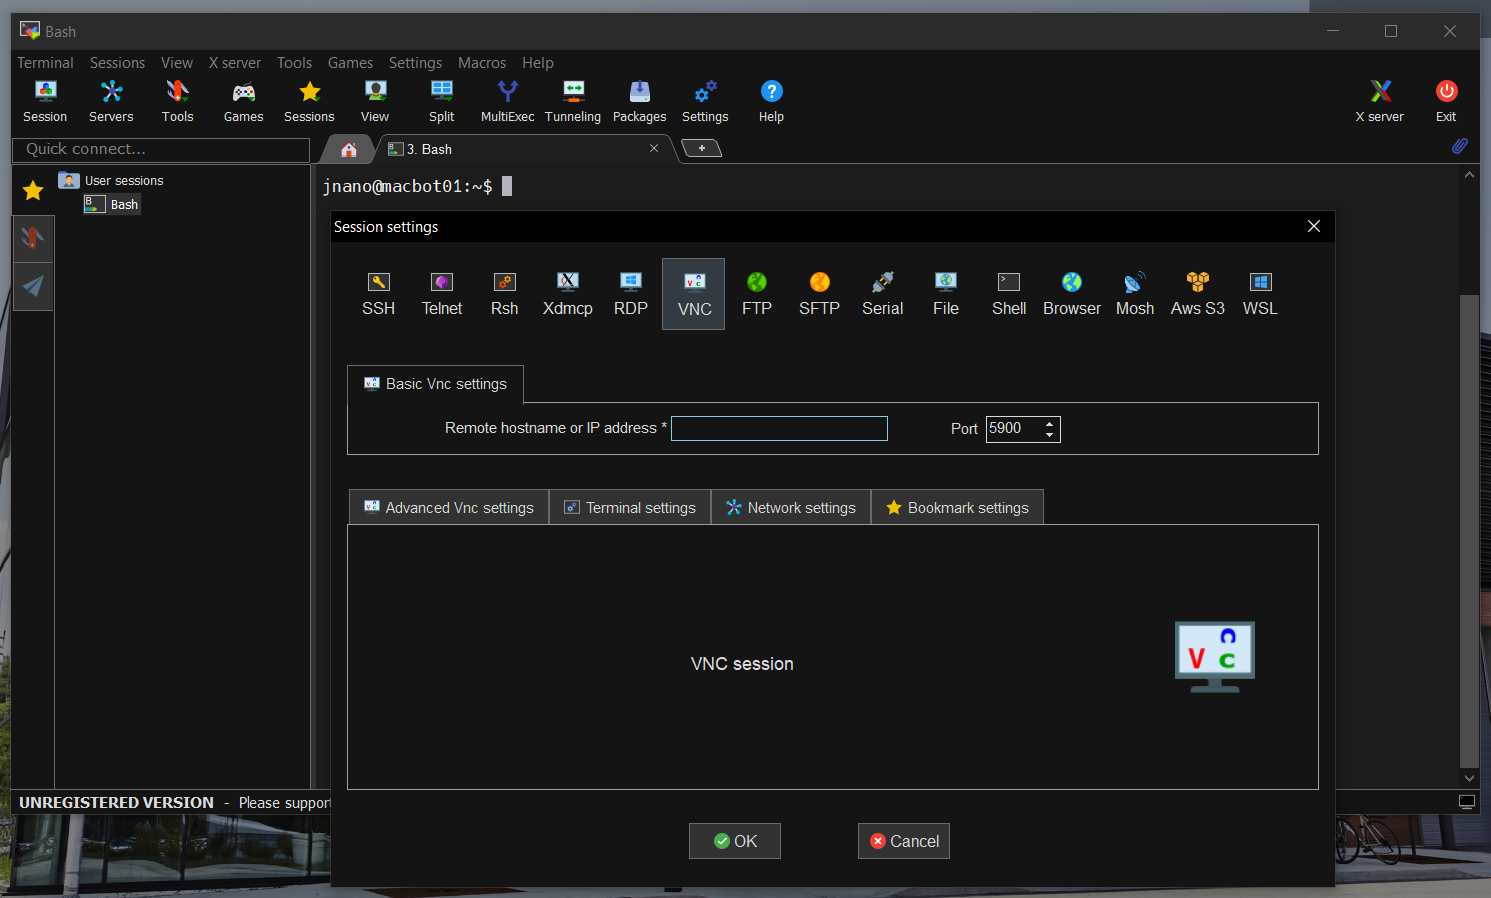 Bash
Terminal Sessions View X server Tools Games Settings Macros Help
Session Servers Tools Games Sessions View Split MultiExec Tunneling Packages Settings Help X server Exit
Quick connect...
3. Bash
User sessions
Bash
jnano@macbot01:~$
Session settings
SSH Telnet Rsh Xdmcp RDP VNC FTP SFTP Serial File Shell Browser Mosh Aws S3 WSL
Basic Vnc settings
Remote hostname or IP address * Port 5900
Advanced Vnc settings Terminal settings Network settings Bookmark settings
VNC session
UNREGISTERED VERSION - Please suppor
OK Cancel